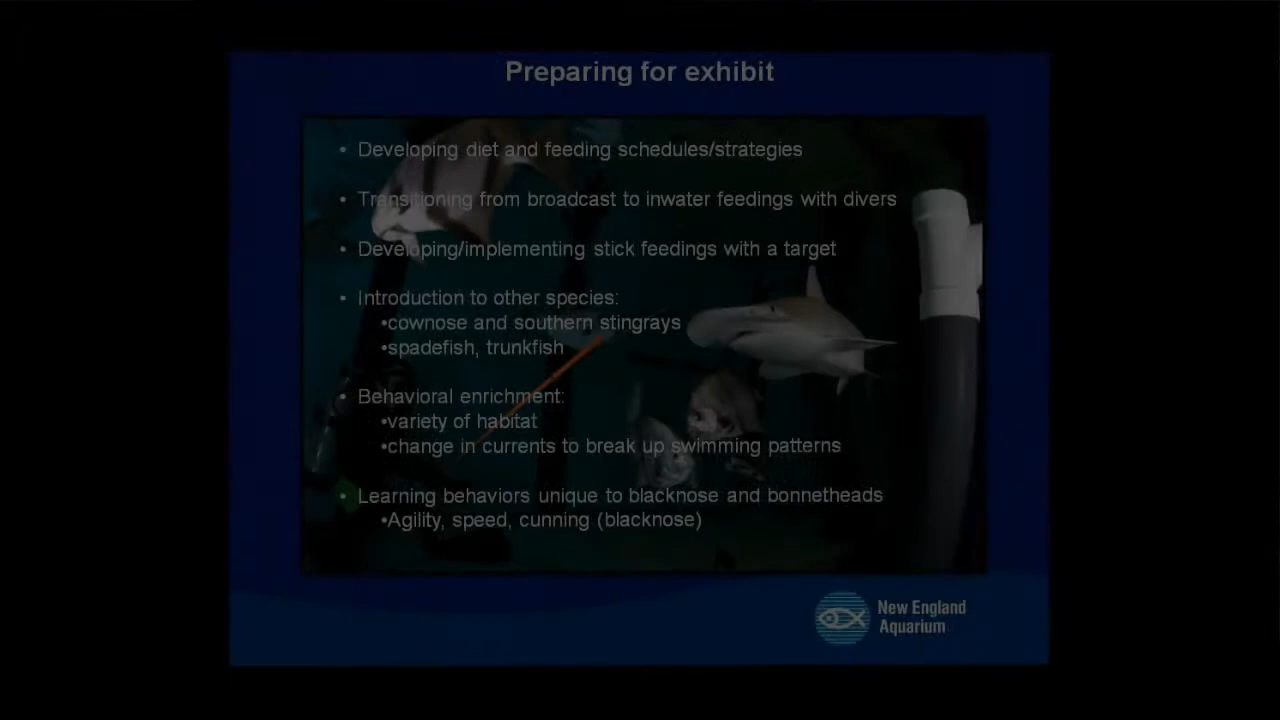 Preparing for exhibit
• Developing diet and feeding schedules/strategies
• Transitioning from broadcast to inwater feedings with divers
• Developing/implementing stick feedings with a target
• Introduction to other species:
•cownose and southern stingrays
•spadefish, trunkfish
• Behavioral enrichment:
•variety of habitat
•change in currents to break up swimming patterns
• Learning behaviors unique to blacknose and bonnetheads
•Agility, speed, cunning (blacknose)
New England
Aquarium